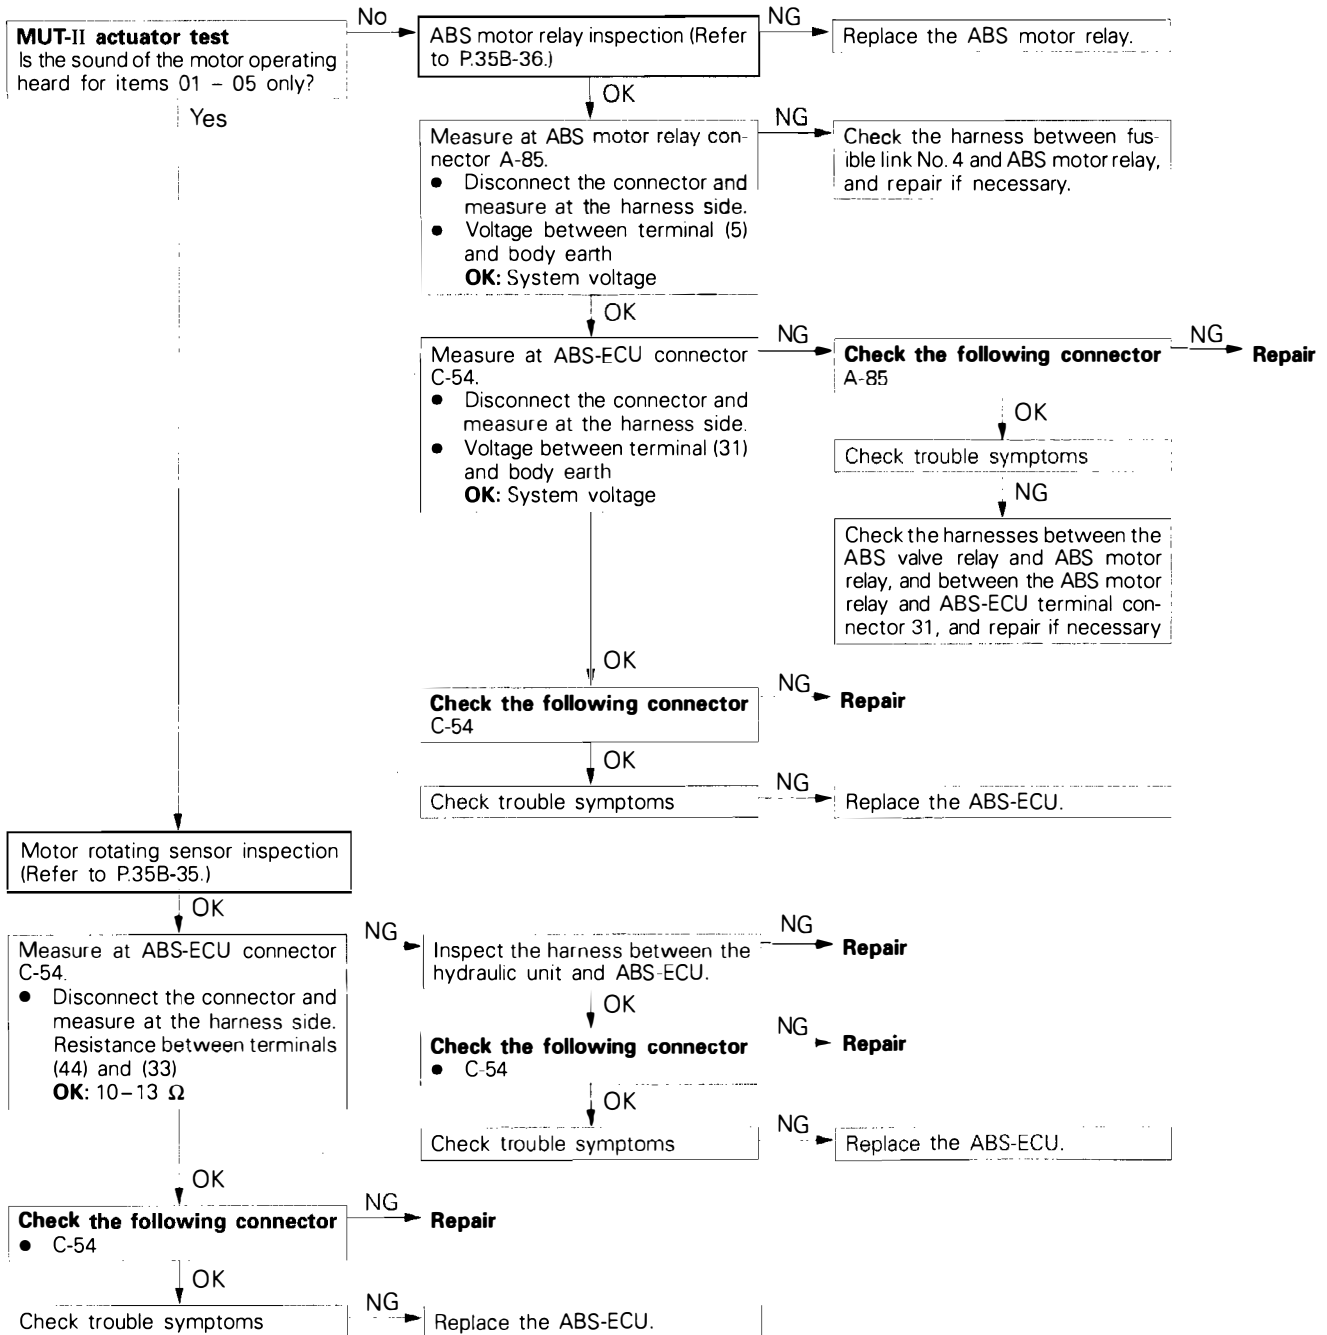 MUT-II actuator test
Is the sound of the motor operating
heard for items 01 – 05 only?
No
ABS motor relay inspection (Refer
to P.35B-36.)
NG
Replace the ABS motor relay.
Yes
OK
Measure at ABS motor relay con-
nector A-85.
● Disconnect the connector and
measure at the harness side.
● Voltage between terminal (5)
and body earth
OK: System voltage
NG
Check the harness between fus-
ible link No. 4 and ABS motor relay,
and repair if necessary.
OK
Measure at ABS-ECU connector
C-54.
● Disconnect the connector and
measure at the harness side.
● Voltage between terminal (31)
and body earth
OK: System voltage
NG
Check the following connector
A-85
NG
Repair
OK
Check trouble symptoms
NG
Check the harnesses between the
ABS valve relay and ABS motor
relay, and between the ABS motor
relay and ABS-ECU terminal con-
nector 31, and repair if necessary
OK
Check the following connector
C-54
NG
Repair
OK
Check trouble symptoms
NG
Replace the ABS-ECU.
Motor rotating sensor inspection
(Refer to P.35B-35.)
OK
Measure at ABS-ECU connector
C-54.
● Disconnect the connector and
measure at the harness side.
Resistance between terminals
(44) and (33)
OK: 10–13 Ω
NG
Inspect the harness between the
hydraulic unit and ABS-ECU.
NG
Repair
OK
Check the following connector
● C-54
NG
Repair
OK
Check trouble symptoms
NG
Replace the ABS-ECU.
OK
Check the following connector
● C-54
NG
Repair
OK
Check trouble symptoms
NG
Replace the ABS-ECU.